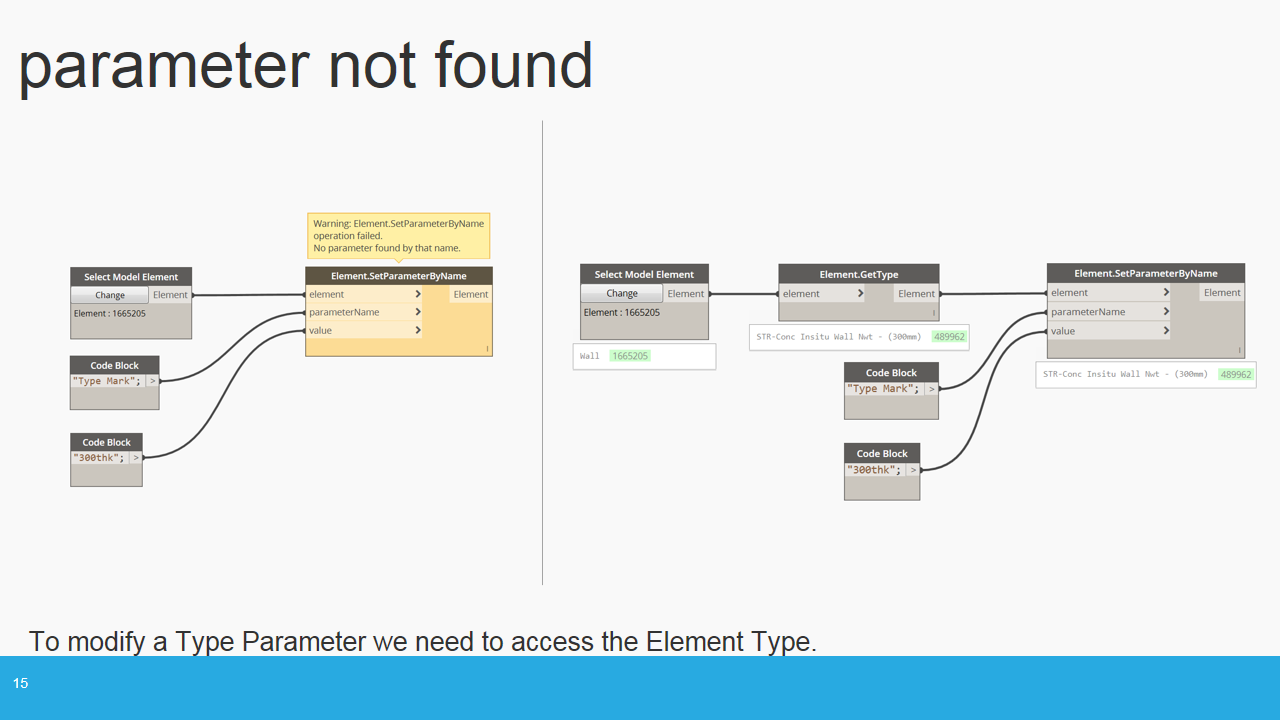 parameter not found
Warning: Element.SetParameterByName
operation failed.
No parameter found by that name.
Select Model Element
Change Element
Element : 1665205
Element.SetParameterByName
element > Element
parameterName >
value >
l
Code Block
"Type Mark"; >
Code Block
"300thk"; >
Select Model Element
Change Element
Element : 1665205
Wall 1665205
Element.GetType
element > Element
l
STR-Conc Insitu Wall Nwt - (300mm) 489962
Element.SetParameterByName
element > Element
parameterName >
value >
l
STR-Conc Insitu Wall Nwt - (300mm) 489962
Code Block
"Type Mark"; >
Code Block
"300thk"; >
To modify a Type Parameter we need to access the Element Type.
15